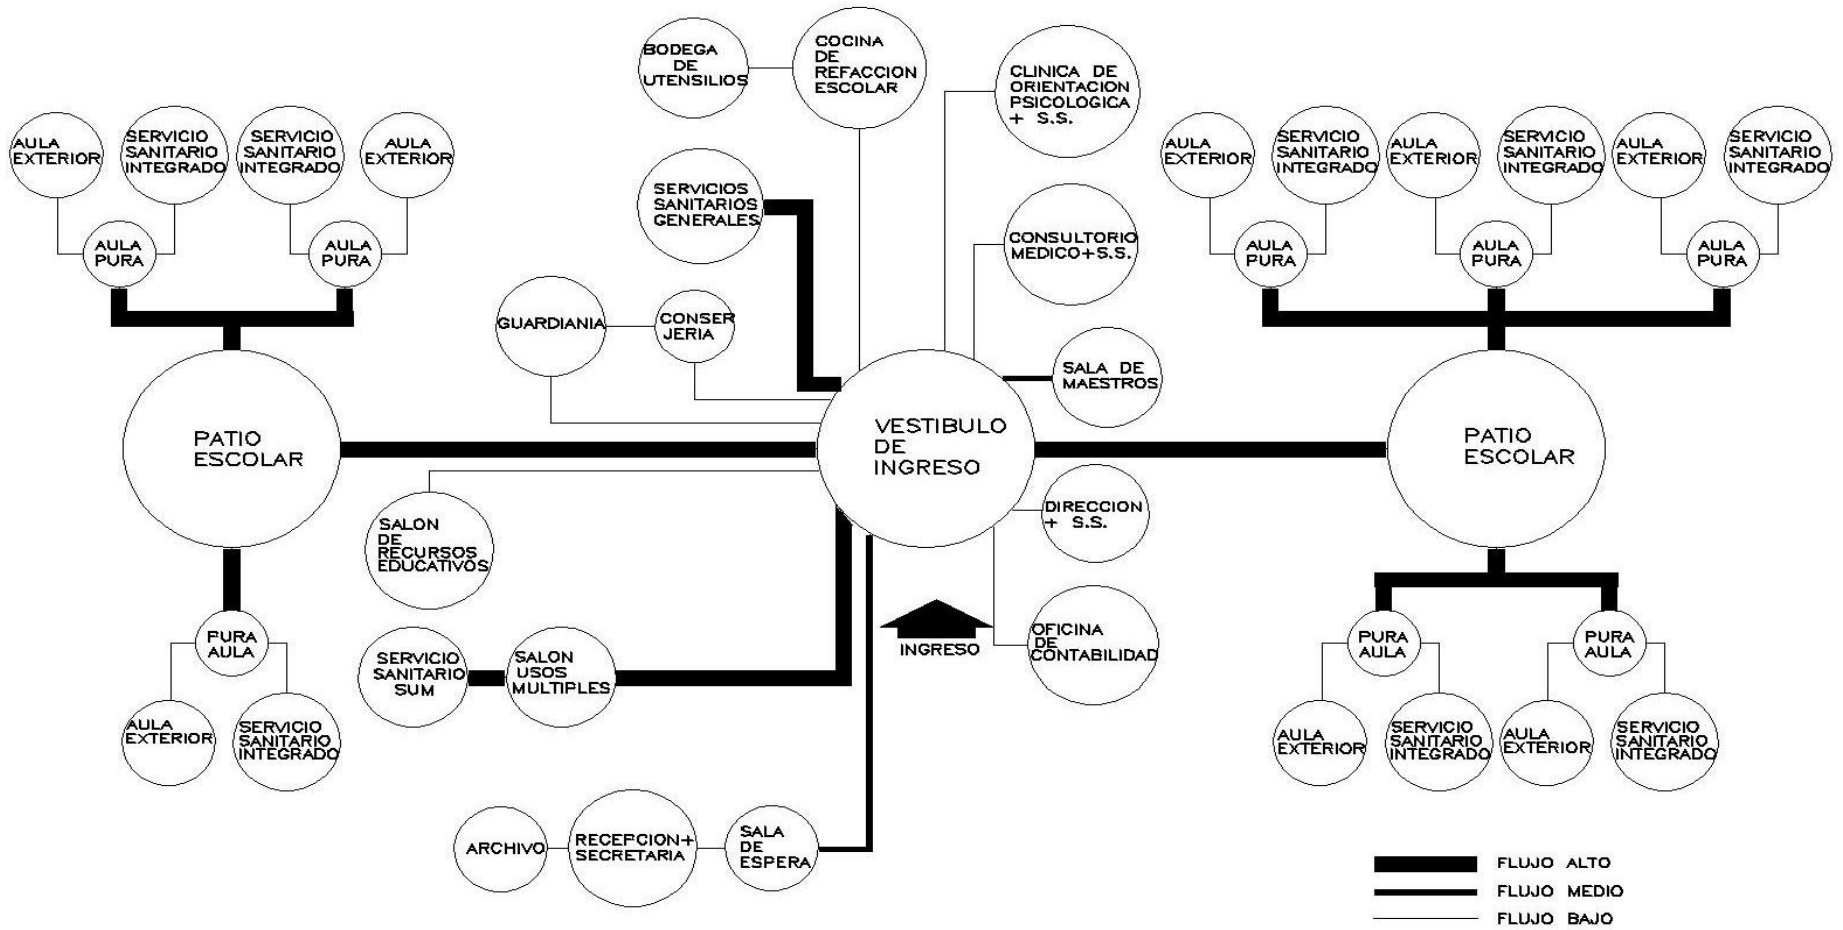 BODEGA
DE
UTENSILIOS
COCINA
DE
REFACCION
ESCOLAR
CLINICA DE
ORIENTACION
PSICOLOGICA
+ S.S.
AULA
EXTERIOR
SERVICIO
SANITARIO
INTEGRADO
SERVICIO
SANITARIO
INTEGRADO
AULA
EXTERIOR
AULA
EXTERIOR
SERVICIO
SANITARIO
INTEGRADO
AULA
EXTERIOR
SERVICIO
SANITARIO
INTEGRADO
AULA
EXTERIOR
SERVICIO
SANITARIO
INTEGRADO
SERVICIOS
SANITARIOS
GENERALES
CONSULTORIO
MEDICO+S.S.
AULA
PURA
AULA
PURA
AULA
PURA
AULA
PURA
AULA
PURA
GUARDIANIA
CONSER
JERIA
SALA DE
MAESTROS
PATIO
ESCOLAR
VESTIBULO
DE
INGRESO
PATIO
ESCOLAR
SALON
DE
RECURSOS
EDUCATIVOS
DIRECCION
+ S.S.
INGRESO
OFICINA
DE
CONTABILIDAD
PURA
AULA
SERVICIO
SANITARIO
SUM
SALON
USOS
MULTIPLES
PURA
AULA
PURA
AULA
AULA
EXTERIOR
SERVICIO
SANITARIO
INTEGRADO
AULA
EXTERIOR
SERVICIO
SANITARIO
INTEGRADO
AULA
EXTERIOR
SERVICIO
SANITARIO
INTEGRADO
ARCHIVO
RECEPCION+
SECRETARIA
SALA
DE
ESPERA
FLUJO ALTO
FLUJO MEDIO
FLUJO BAJO